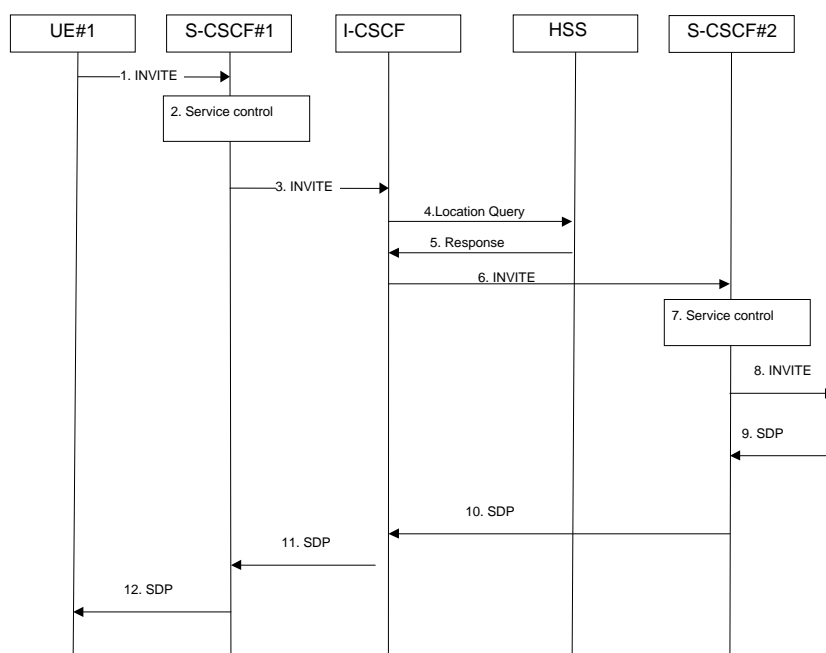 UE#1
S-CSCF#1
I-CSCF
HSS
S-CSCF#2
1. INVITE
2. Service control
3. INVITE
4.Location Query
5. Response
6. INVITE
7. Service control
8. INVITE
9. SDP
10. SDP
11. SDP
12. SDP